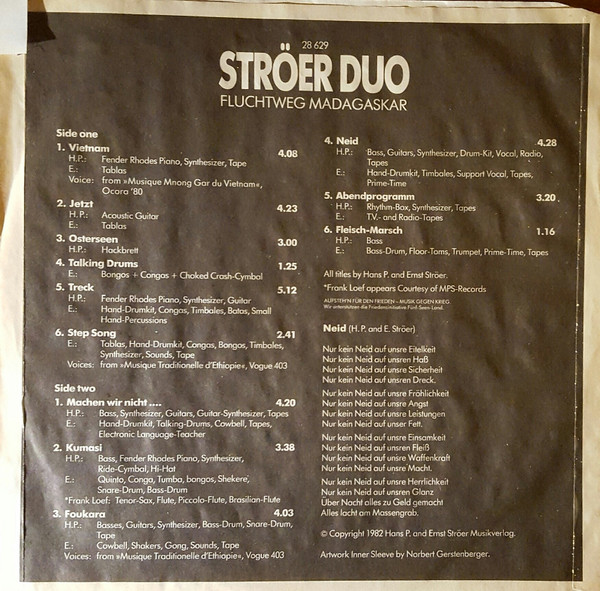 28 629
STRÖER DUO
FLUCHTWEG MADAGASKAR
Side one
1. Vietnam 4.08
H.P.: Fender Rhodes Piano, Synthesizer, Tape
E.: Tablas
Voice: from »Musique Mnong Gar du Vietnam«,
Ocora '80
2. Jetzt 4.23
H.P.: Acoustic Guitar
E.: Tablas
3. Osterseen 3.00
H.P.: Hackbrett
4. Talking Drums 1.25
E.: Bongos + Congas + Choked Crash-Cymbal
5. Treck 5.12
H.P.: Fender Rhodes Piano, Synthesizer, Guitar
E.: Hand-Drumkit, Congas, Timbales, Batas, Small
Hand-Percussions
6. Step Song 2.41
E.: Tablas, Hand-Drumkit, Congas, Bongos, Timbales,
Synthesizer, Sounds, Tape
Voices: from »Musique Traditionelle d'Ethiopie«, Vogue 403
Side two
1. Machen wir nicht .... 4.20
H.P.: Bass, Synthesizer, Guitars, Guitar-Synthesizer, Tapes
E.: Hand-Drumkit, Talking-Drums, Cowbell, Tapes,
Electronic Language-Teacher
2. Kumasi 3.38
H.P.: Bass, Fender Rhodes Piano, Synthesizer,
Ride-Cymbal, Hi-Hat
E.: Quinto, Conga, Tumba, bongos, Shekere,
Snare-Drum, Bass-Drum
*Frank Loef: Tenor-Sax, Flute, Piccolo-Flute, Brasilian-Flute
3. Foukara 4.03
H.P.: Basses, Guitars, Synthesizer, Bass-Drum, Snare-Drum,
Tape
E.: Cowbell, Shakers, Gong, Sounds, Tape
Voices: from »Musique Traditionnelle d'Ethiopie«, Vogue 403
4. Neid 4.28
H.P.: Bass, Guitars, Synthesizer, Drum-Kit, Vocal, Radio,
Tapes
E.: Hand-Drumkit, Timbales, Support Vocal, Tapes,
Prime-Time
5. Abendprogramm 3.20
H.P.: Rhythm-Box, Synthesizer, Tapes
E.: TV.- and Radio-Tapes
6. Fleisch-Marsch 1.16
H.P.: Bass
E.: Bass-Drum, Floor-Toms, Trumpet, Prime-Time, Tapes
All titles by Hans P. and Ernst Ströer.
*Frank Loef appears Courtesy of MPS-Records
AUFSTEH'N FÜR DEN FRIEDEN - MUSIK GEGEN KRIEG.
Wir unterstützen die Friedensinitiative Fünf-Seen-Land.
Neid (H.P. and E. Ströer)
Nur kein Neid auf unsre Eitelkeit
Nur kein Neid auf unsren Haß
Nur kein Neid auf unsre Sicherheit
Nur kein Neid auf unsren Dreck.
Nur kein Neid auf unsre Fröhlichkeit
Nur kein Neid auf unsre Angst
Nur kein Neid auf unsre Leistungen
Nur kein Neid auf unser Fett.
Nur kein Neid auf unsre Einsamkeit
Nur kein Neid auf unsren Fleiß
Nur kein Neid auf unsre Waffenkraft
Nur kein Neid auf unsre Macht.
Nur kein Neid auf unsre Herrlichkeit
Nur kein Neid auf unsren Glanz
Über Nacht alles zu Geld gemacht
Alles lacht am Massengrab.
© Copyright 1982 Hans P. and Ernst Ströer Musikverlag.
Artwork Inner Sleeve by Norbert Gerstenberger.